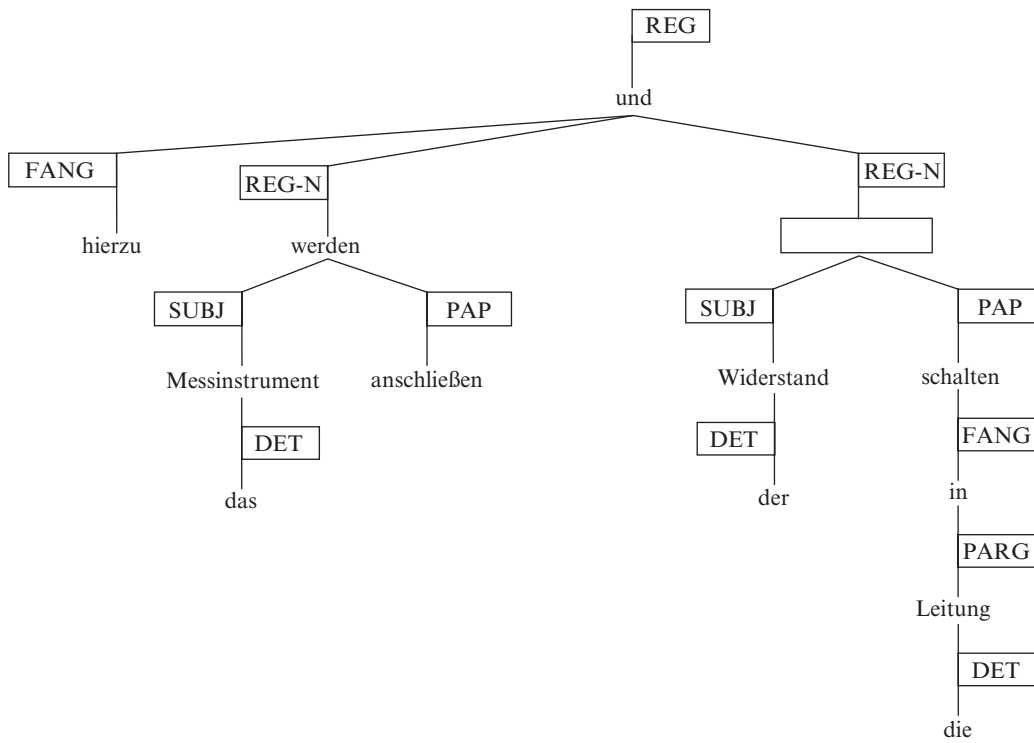 REG
und
FANG REG-N REG-N
hierzu werden
SUBJ PAP SUBJ PAP
Messinstrument anschließen Widerstand schalten
DET DET FANG
das der in
PARG
Leitung
DET
die